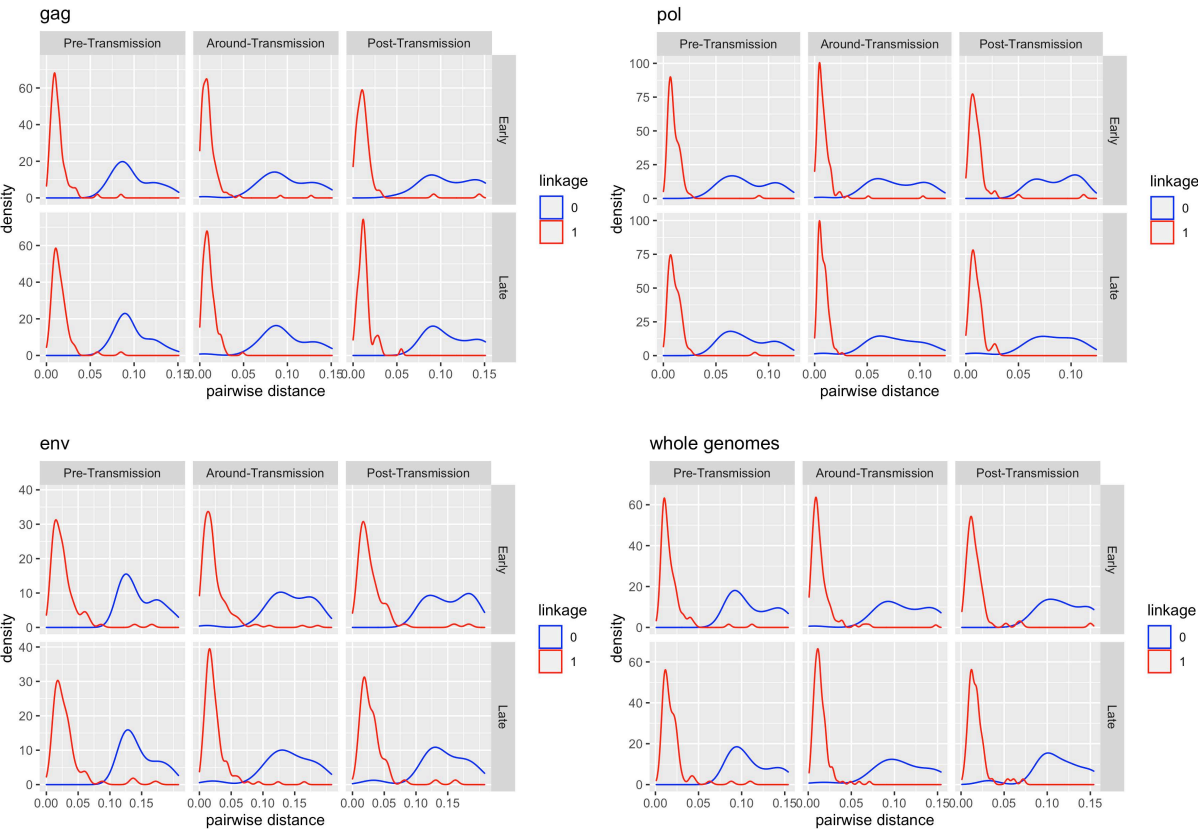 gag
Pre-Transmission Around-Transmission Post-Transmission
60
40
20
0
Early
60
40
20
0
Late
density
0.00 0.05 0.10 0.15 0.00 0.05 0.10 0.15 0.00 0.05 0.10 0.15
pairwise distance
linkage
0
1
pol
Pre-Transmission Around-Transmission Post-Transmission
100
75
50
25
0
Early
100
75
50
25
0
Late
density
0.00 0.05 0.10 0.00 0.05 0.10 0.00 0.05 0.10
pairwise distance
linkage
0
1
env
Pre-Transmission Around-Transmission Post-Transmission
40
30
20
10
0
Early
40
30
20
10
0
Late
density
0.00 0.05 0.10 0.15 0.00 0.05 0.10 0.15 0.00 0.05 0.10 0.15
pairwise distance
linkage
0
1
whole genomes
Pre-Transmission Around-Transmission Post-Transmission
60
40
20
0
Early
60
40
20
0
Late
density
0.00 0.05 0.10 0.15 0.00 0.05 0.10 0.15 0.00 0.05 0.10 0.15
pairwise distance
linkage
0
1